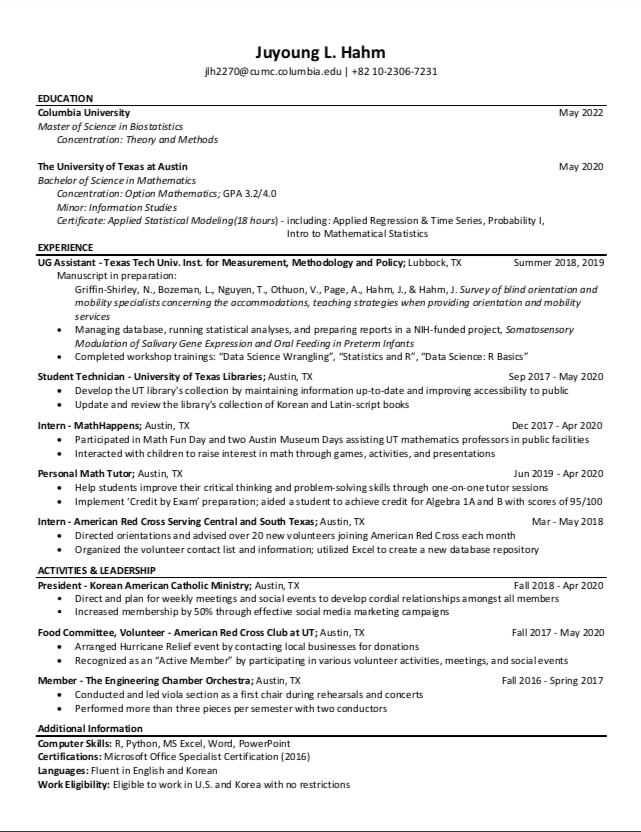 Juyoung L. Hahm
jlh2270@cumc.columbia.edu | +82 10-2306-7231
EDUCATION
Columbia University May 2022
Master of Science in Biostatistics
Concentration: Theory and Methods
The University of Texas at Austin May 2020
Bachelor of Science in Mathematics
Concentration: Option Mathematics; GPA 3.2/4.0
Minor: Information Studies
Certificate: Applied Statistical Modeling(18 hours) - including: Applied Regression & Time Series, Probability I,
Intro to Mathematical Statistics
EXPERIENCE
UG Assistant - Texas Tech Univ. Inst. for Measurement, Methodology and Policy; Lubbock, TX Summer 2018, 2019
Manuscript in preparation:
Griffin-Shirley, N., Bozeman, L., Nguyen, T., Othuon, V., Page, A., Hahm, J., & Hahm, J. Survey of blind orientation and
mobility specialists concerning the accommodations, teaching strategies when providing orientation and mobility
services
• Managing database, running statistical analyses, and preparing reports in a NIH-funded project, Somatosensory
Modulation of Salivary Gene Expression and Oral Feeding in Preterm Infants
• Completed workshop trainings: “Data Science Wrangling”, “Statistics and R”, “Data Science: R Basics”
Student Technician - University of Texas Libraries; Austin, TX Sep 2017 - May 2020
• Develop the UT library's collection by maintaining information up-to-date and improving accessibility to public
• Update and review the library's collection of Korean and Latin-script books
Intern - MathHappens; Austin, TX Dec 2017 - Apr 2020
• Participated in Math Fun Day and two Austin Museum Days assisting UT mathematics professors in public facilities
• Interacted with children to raise interest in math through games, activities, and presentations
Personal Math Tutor; Austin, TX Jun 2019 - Apr 2020
• Help students improve their critical thinking and problem-solving skills through one-on-one tutor sessions
• Implement ‘Credit by Exam’ preparation; aided a student to achieve credit for Algebra 1A and B with scores of 95/100
Intern - American Red Cross Serving Central and South Texas; Austin, TX Mar - May 2018
• Directed orientations and advised over 20 new volunteers joining American Red Cross each month
• Organized the volunteer contact list and information; utilized Excel to create a new database repository
ACTIVITIES & LEADERSHIP
President - Korean American Catholic Ministry; Austin, TX Fall 2018 - Apr 2020
• Direct and plan for weekly meetings and social events to develop cordial relationships amongst all members
• Increased membership by 50% through effective social media marketing campaigns
Food Committee, Volunteer - American Red Cross Club at UT; Austin, TX Fall 2017 - May 2020
• Arranged Hurricane Relief event by contacting local businesses for donations
• Recognized as an “Active Member” by participating in various volunteer activities, meetings, and social events
Member - The Engineering Chamber Orchestra; Austin, TX Fall 2016 - Spring 2017
• Conducted and led viola section as a first chair during rehearsals and concerts
• Performed more than three pieces per semester with two conductors
Additional Information
Computer Skills: R, Python, MS Excel, Word, PowerPoint
Certifications: Microsoft Office Specialist Certification (2016)
Languages: Fluent in English and Korean
Work Eligibility: Eligible to work in U.S. and Korea with no restrictions